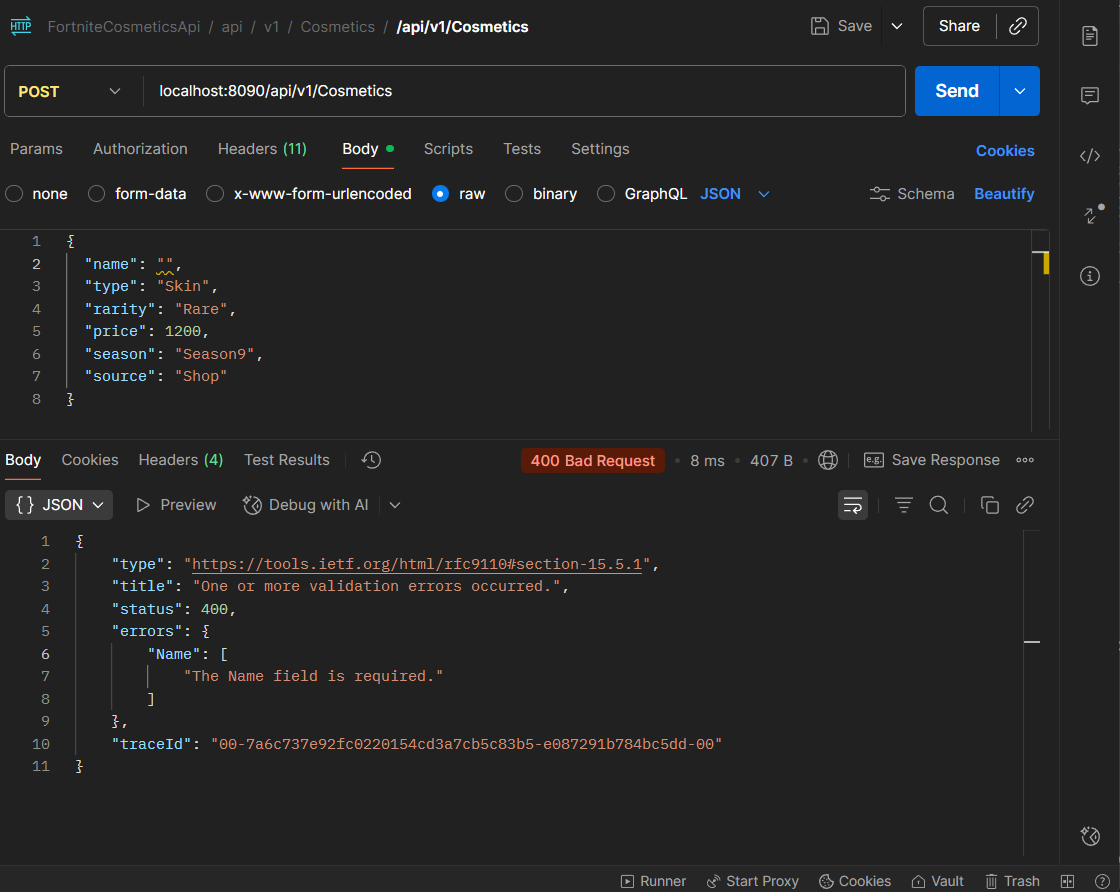 HTTP FortniteCosmeticsApi / api / v1 / Cosmetics / /api/v1/Cosmetics Save Share
POST localhost:8090/api/v1/Cosmetics Send
Params Authorization Headers (11) Body Scripts Tests Settings Cookies
none form-data x-www-form-urlencoded raw binary GraphQL JSON Schema Beautify
1 {
2 "name": "",
3 "type": "Skin",
4 "rarity": "Rare",
5 "price": 1200,
6 "season": "Season9",
7 "source": "Shop"
8 }
Body Cookies Headers (4) Test Results 400 Bad Request • 8 ms • 407 B e.g. Save Response
{} JSON Preview Debug with AI
1 {
2 "type": "https://tools.ietf.org/html/rfc9110#section-15.5.1",
3 "title": "One or more validation errors occurred.",
4 "status": 400,
5 "errors": {
6 "Name": [
7 "The Name field is required."
8 ]
9 },
10 "traceId": "00-7a6c737e92fc0220154cd3a7cb5c83b5-e087291b784bc5dd-00"
11 }
Runner Start Proxy Cookies Vault Trash